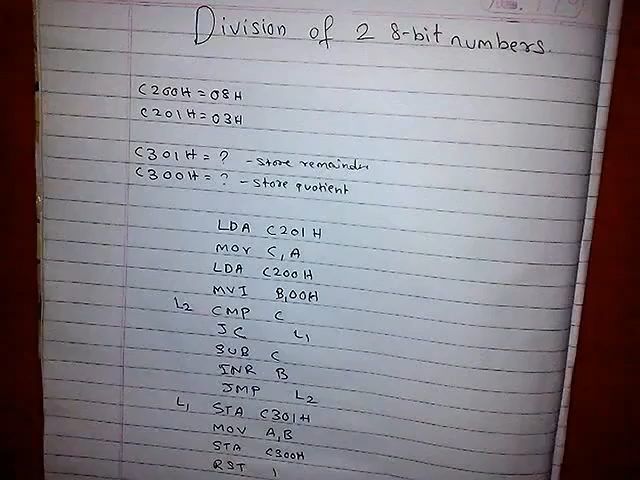 Division of 2 8-bit numbers.
C200H = 08H
C201H = 03H
C301H = ? - store remainder
C300H = ? - store quotient
LDA C201H
MOV C, A
LDA C200H
MVI B, 00H
L2 CMP C
JC L1
SUB C
INR B
JMP L2
L1 STA C301H
MOV A, B
STA C300H
RST 1